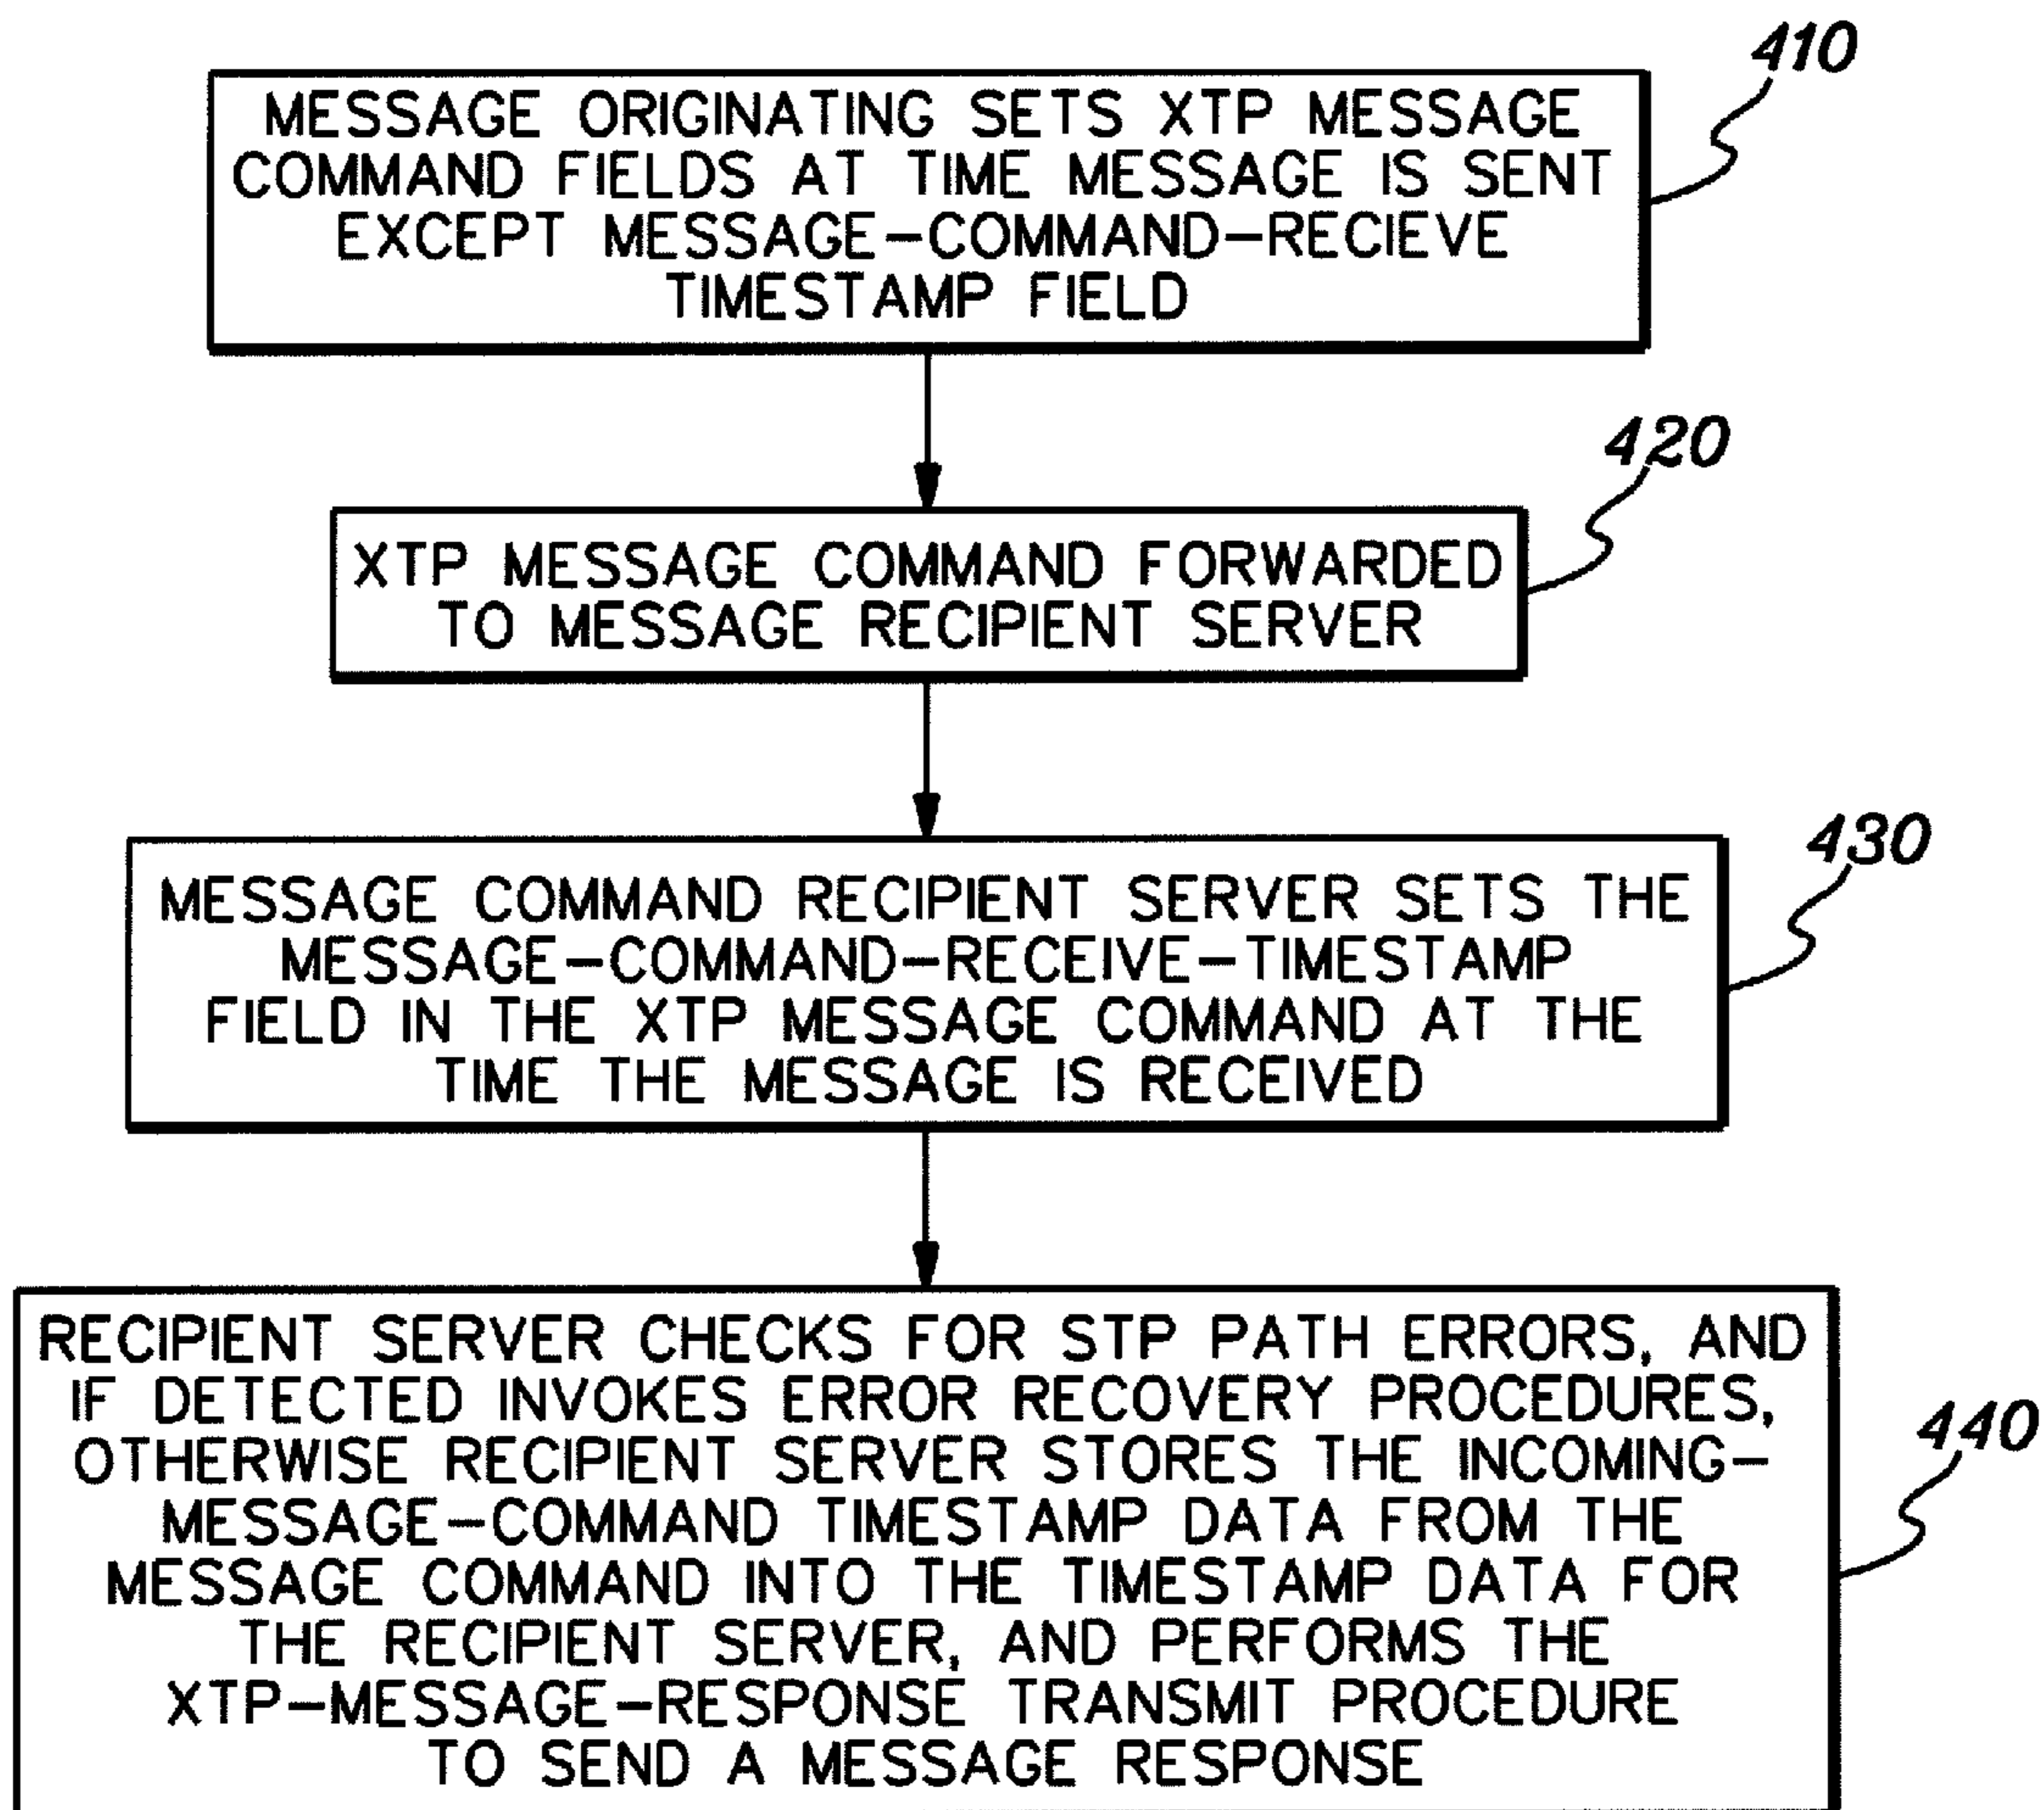 410
MESSAGE ORIGINATING SETS XTP MESSAGE
COMMAND FIELDS AT TIME MESSAGE IS SENT
EXCEPT MESSAGE-COMMAND-RECIEVE
TIMESTAMP FIELD
420
XTP MESSAGE COMMAND FORWARDED
TO MESSAGE RECIPIENT SERVER
430
MESSAGE COMMAND RECIPIENT SERVER SETS THE
MESSAGE-COMMAND-RECEIVE-TIMESTAMP
FIELD IN THE XTP MESSAGE COMMAND AT THE
TIME THE MESSAGE IS RECEIVED
440
RECIPIENT SERVER CHECKS FOR STP PATH ERRORS, AND
IF DETECTED INVOKES ERROR RECOVERY PROCEDURES,
OTHERWISE RECIPIENT SERVER STORES THE INCOMING-
MESSAGE-COMMAND TIMESTAMP DATA FROM THE
MESSAGE COMMAND INTO THE TIMESTAMP DATA FOR
THE RECIPIENT SERVER, AND PERFORMS THE
XTP-MESSAGE-RESPONSE TRANSMIT PROCEDURE
TO SEND A MESSAGE RESPONSE